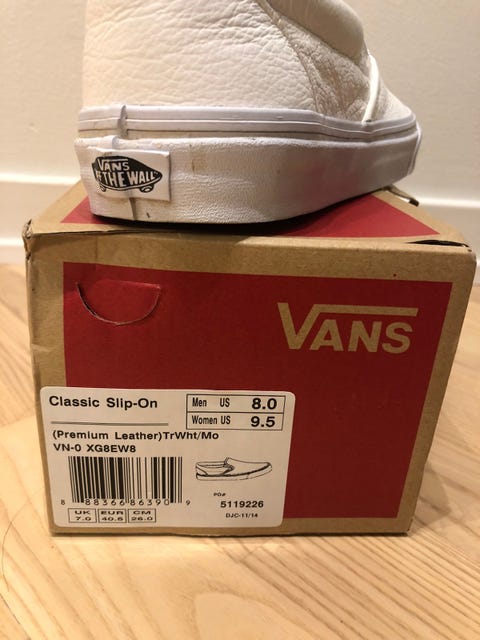 VANS
OF THE WALL
VANS
Classic Slip-On
Men US 8.0
Women US 9.5
(Premium Leather)TrWht/Mo
VN-0 XG8EW8
8 88366 86390 9
PO#
5119226
DJC-11/14
UK EUR CM
7.0 40.5 26.0